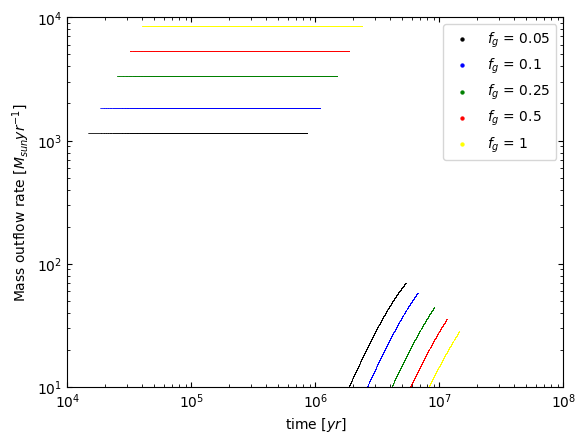 10^4
10^3
10^2
10^1
Mass outflow rate [M_{sun}yr^{-1}]
f_g = 0.05
f_g = 0.1
f_g = 0.25
f_g = 0.5
f_g = 1
10^4 10^5 10^6 10^7 10^8
time [yr]